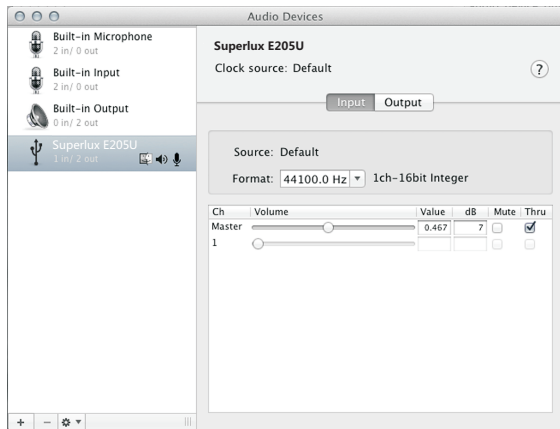 Audio Devices
Built-in Microphone
2 in/ 0 out
Built-in Input
2 in/ 0 out
Built-in Output
0 in/ 2 out
Superlux E205U
1 in/ 2 out
Superlux E205U
Clock source: Default
?
Input Output
Source: Default
Format: 44100.0 Hz 1ch-16bit Integer
Ch Volume Value dB Mute Thru
Master 0.467 7
1